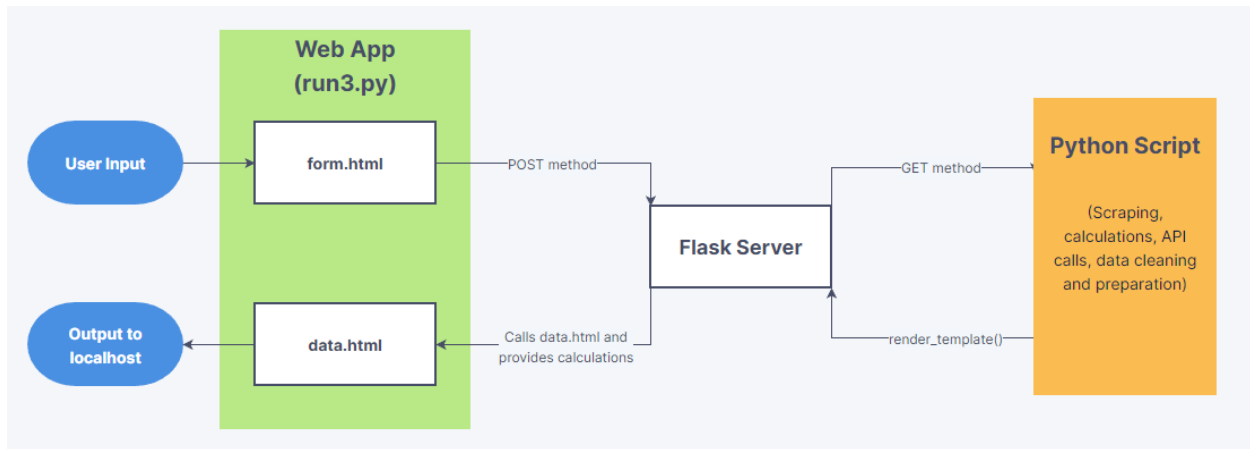 Web App
(run3.py)
User Input
form.html
POST method
GET method
Python Script
(Scraping,
calculations, API
calls, data cleaning
and preparation)
Flask Server
Output to
localhost
data.html
Calls data.html and
provides calculations
render_template()